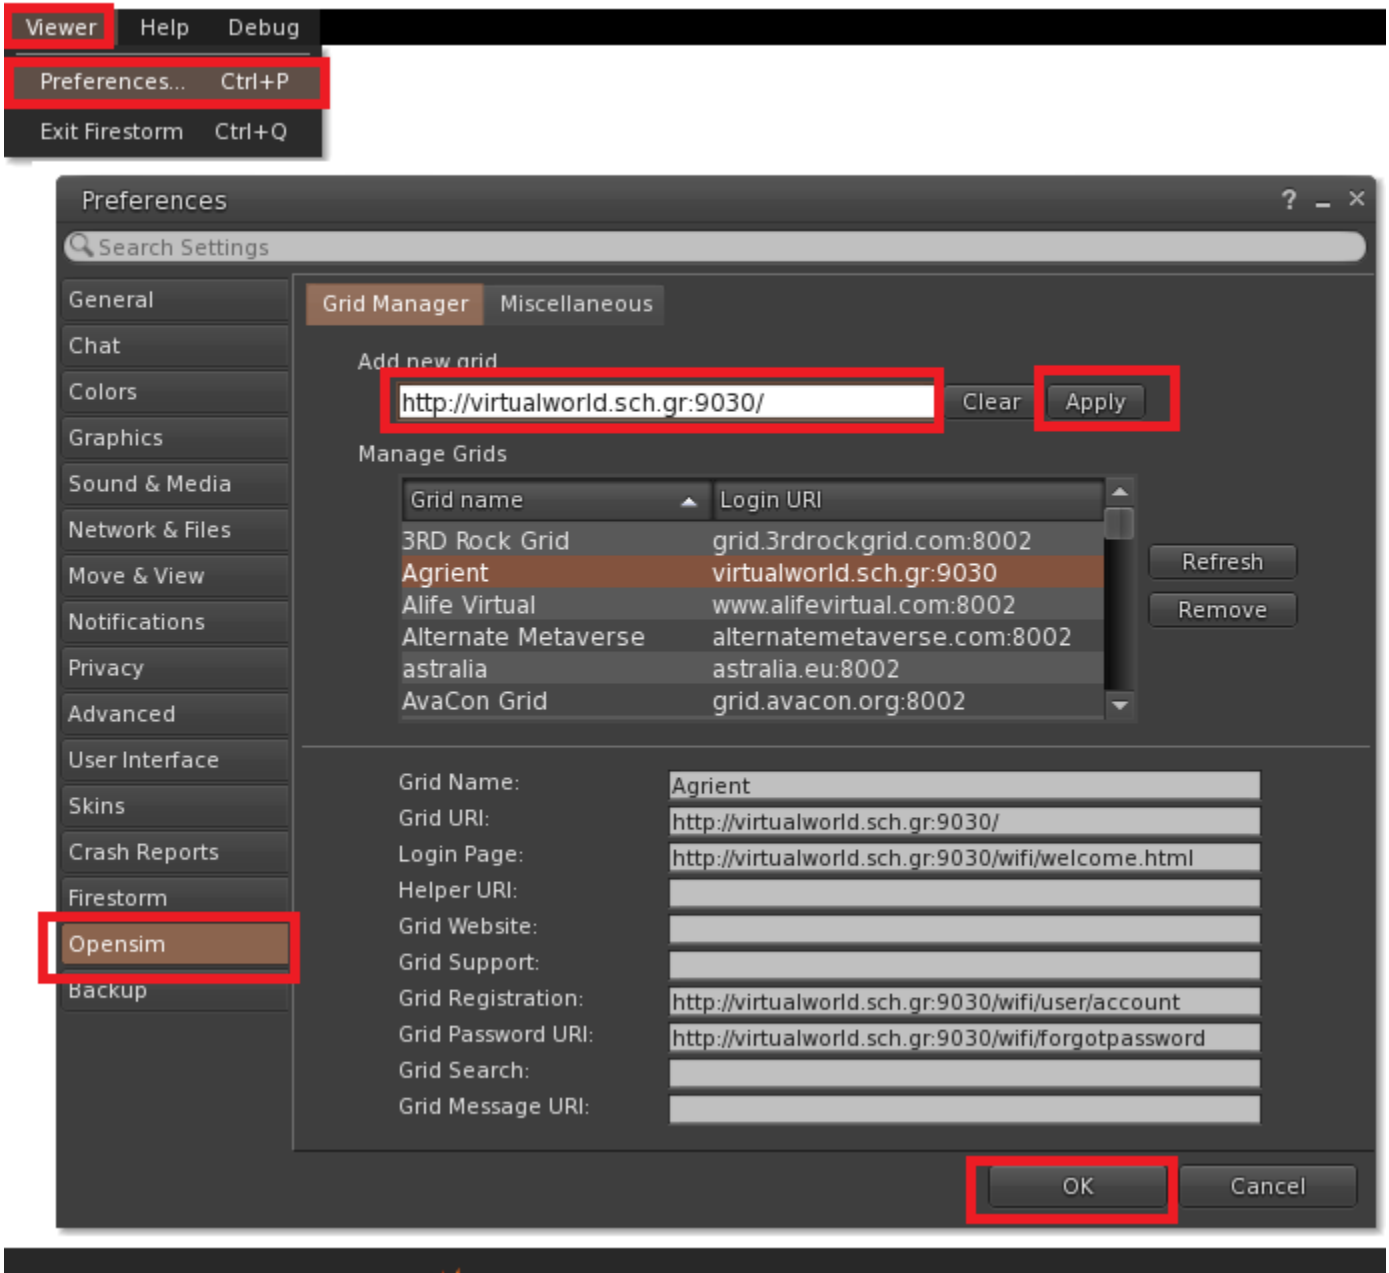 Viewer Help Debug
Preferences... Ctrl+P
Exit Firestorm Ctrl+Q
Preferences ? _ ×
Search Settings
General
Chat
Colors
Graphics
Sound & Media
Network & Files
Move & View
Notifications
Privacy
Advanced
User Interface
Skins
Crash Reports
Firestorm
Opensim
Backup
Grid Manager Miscellaneous
Add new grid
http://virtualworld.sch.gr:9030/ Clear Apply
Manage Grids
Grid name Login URI
3RD Rock Grid grid.3rdrockgrid.com:8002
Agrient virtualworld.sch.gr:9030
Alife Virtual www.alifevirtual.com:8002
Alternate Metaverse alternatemetaverse.com:8002
astralia astralia.eu:8002
AvaCon Grid grid.avacon.org:8002
Refresh
Remove
Grid Name: Agrient
Grid URI: http://virtualworld.sch.gr:9030/
Login Page: http://virtualworld.sch.gr:9030/wifi/welcome.html
Helper URI:
Grid Website:
Grid Support:
Grid Registration: http://virtualworld.sch.gr:9030/wifi/user/account
Grid Password URI: http://virtualworld.sch.gr:9030/wifi/forgotpassword
Grid Search:
Grid Message URI:
OK Cancel